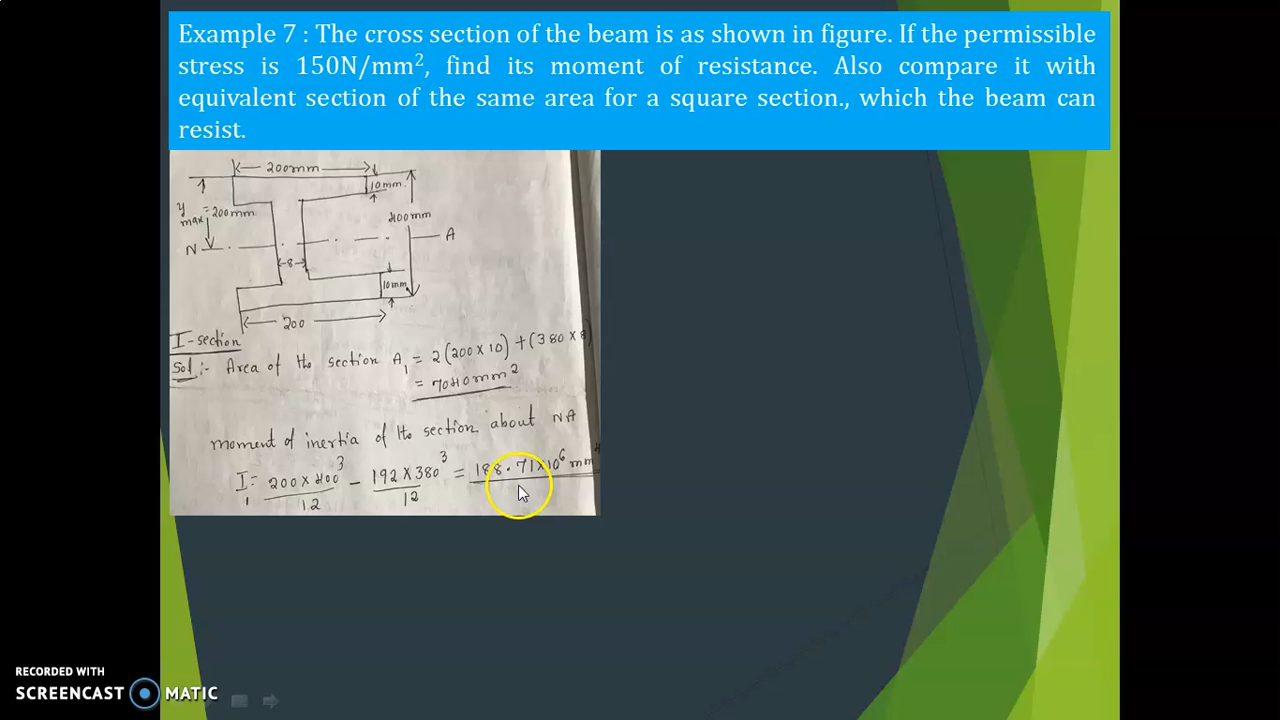 Example 7 : The cross section of the beam is as shown in figure. If the permissible
stress is 150N/mm², find its moment of resistance. Also compare it with
equivalent section of the same area for a square section., which the beam can
resist.
200mm
10mm.
y max = 200mm
400mm
N
A
8
10mm
200
I-section
Sol :- Area of the section A₁ = 2(200×10) + (380×8)
= 7040mm²
moment of inertia of the section about NA
I₁ = 200×400³/12 - 192×380³/12 = 188.71×10⁶ mm⁴
RECORDED WITH
SCREENCAST MATIC